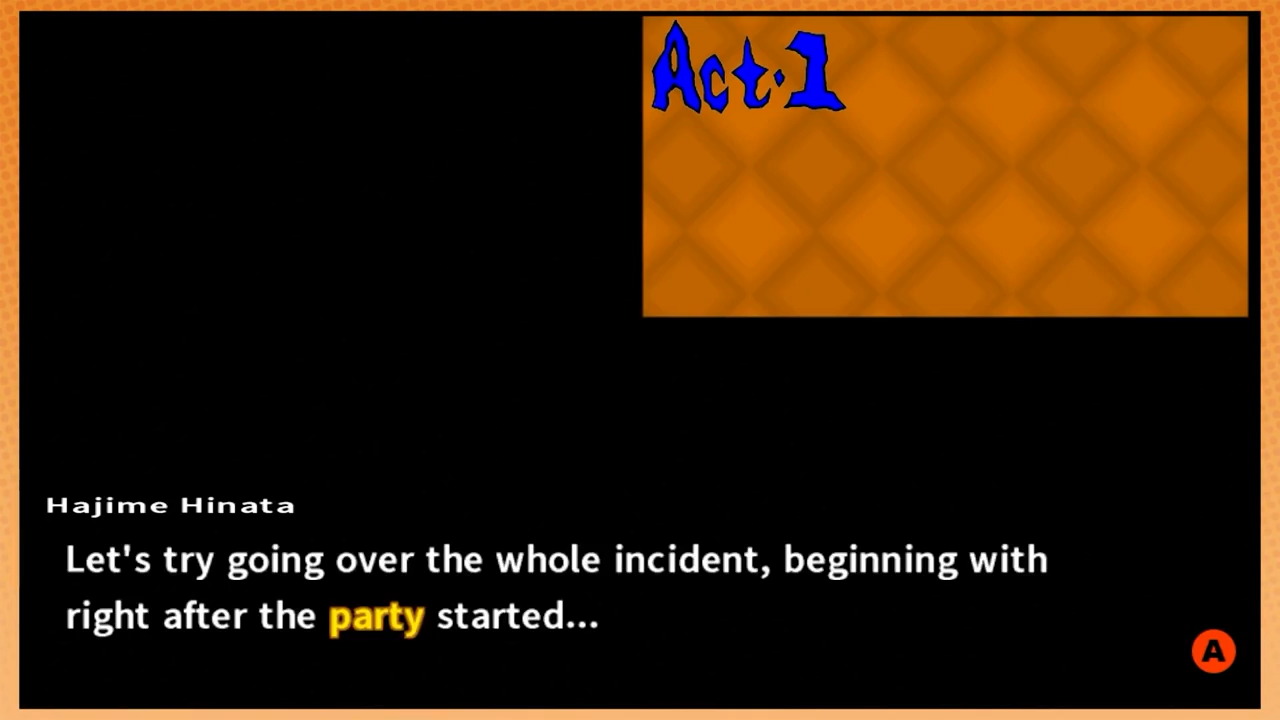 Act.1
Hajime Hinata
Let's try going over the whole incident, beginning with
right after the party started...
A